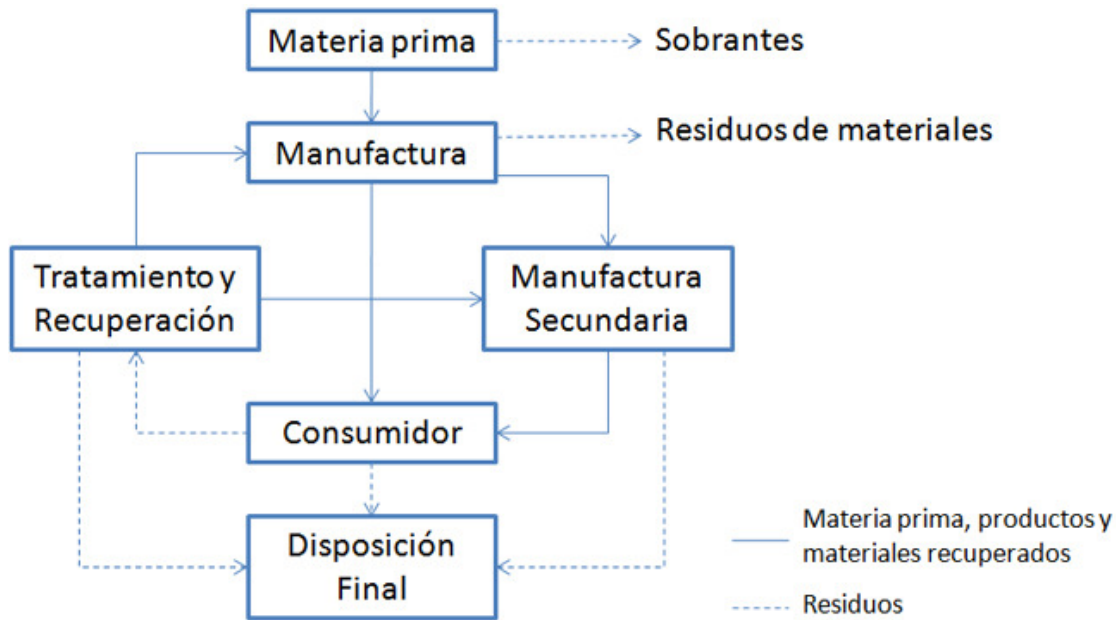 Materia prima
Sobrantes
Manufactura
Residuos de materiales
Tratamiento y
Recuperación
Manufactura
Secundaria
Consumidor
Disposición
Final
Materia prima, productos y
materiales recuperados
Residuos